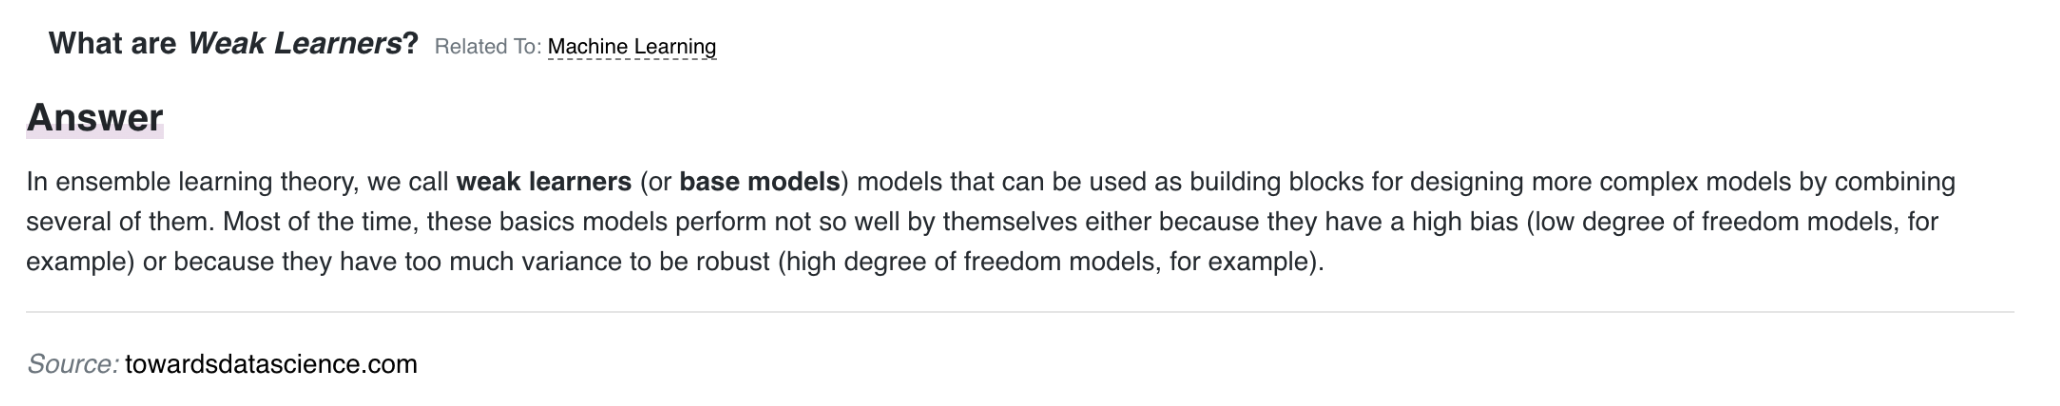 What are Weak Learners? Related To: Machine Learning
Answer
In ensemble learning theory, we call weak learners (or base models) models that can be used as building blocks for designing more complex models by combining
several of them. Most of the time, these basics models perform not so well by themselves either because they have a high bias (low degree of freedom models, for
example) or because they have too much variance to be robust (high degree of freedom models, for example).
Source: towardsdatascience.com